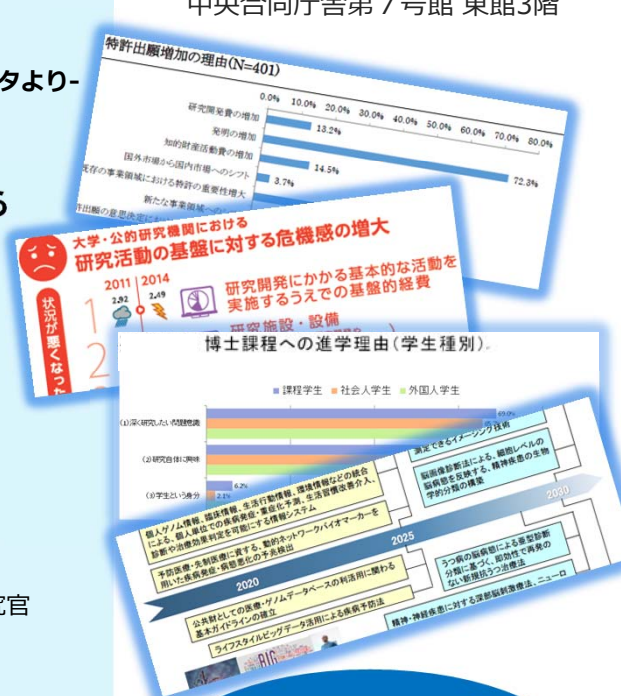 中央合同庁舎第７号館 東館3階
タより-
ら
究官
特許出願増加の理由(N=401)
0.0% 10.0% 20.0% 30.0% 40.0% 50.0% 60.0% 70.0% 80.0%
研究開発費の増加
13.2%
発明の増加
72.3%
知的財産活動費の増加
14.5%
国外市場から国内市場へのシフト
3.7%
既存の事業領域における特許の重要性増大
新たな事業領域への
許出願の意思決定にお
大学・公的研究機関における
研究活動の基盤に対する危機感の増大
状況が悪くなった
2011 2014
1
2.92 2.49
研究開発にかかる基本的な活動を
実施するうえでの基盤的経費
2
研究施設・設備
博士課程への進学理由(学生種別)
課程学生 社会人学生 外国人学生
(1)深く研究したい問題意識
69.0%
(2)研究自体に興味
(3)学生という身分
6.2%
2.1%
測定できるイメージング技術
脳画像診断法による、細胞レベルの
脳病態を反映する、精神疾患の生物
学的分類の構築
個人ゲノム情報、臨床情報、生活行動情報、環境情報などの統合
による、個人単位での疾病発症・重症化予測、生活習慣改善介入、
診断や治療効果判定を可能にする情報システム
予防医療・先制医療に資する、動的ネットワークバイオマーカーを
用いた疾病発症・病態悪化の予兆検出
2020
2025
2030
公共財としての医療・ゲノムデータベースの利活用に関わる
基本ガイドラインの確立
ライフスタイルビッグデータ活用による疾病予防法
うつ病の脳病態による亜型診断
分類に基づく、即効性で再発の
ない新規抗うつ療法
精神・神経疾患に対する深部脳刺激療法、ニューロ
BIG